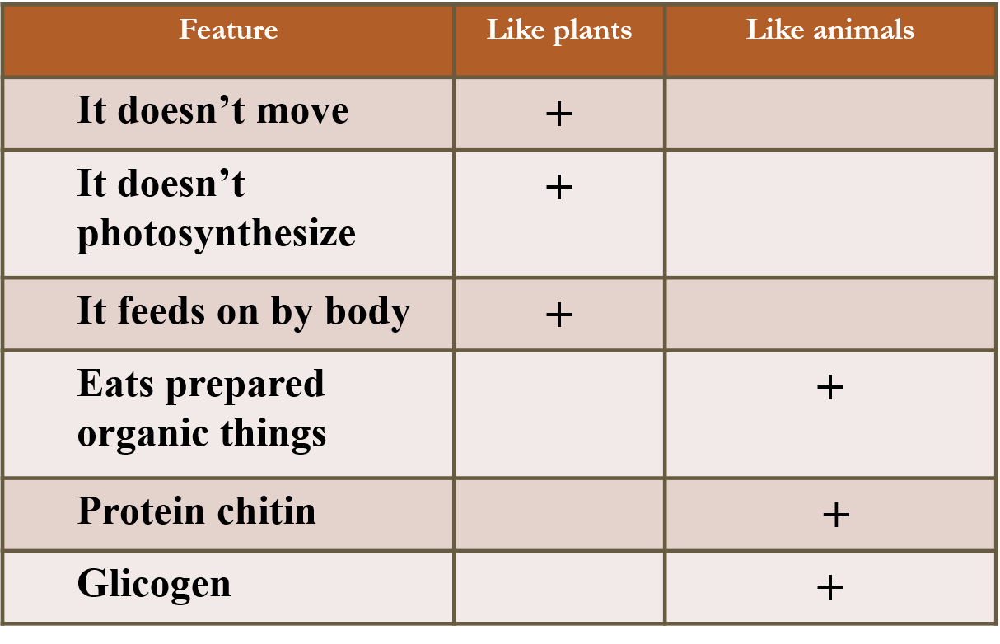 Feature Like plants Like animals
It doesn’t move +
It doesn’t +
photosynthesize
It feeds on by body +
Eats prepared +
organic things
Protein chitin +
Glicogen +